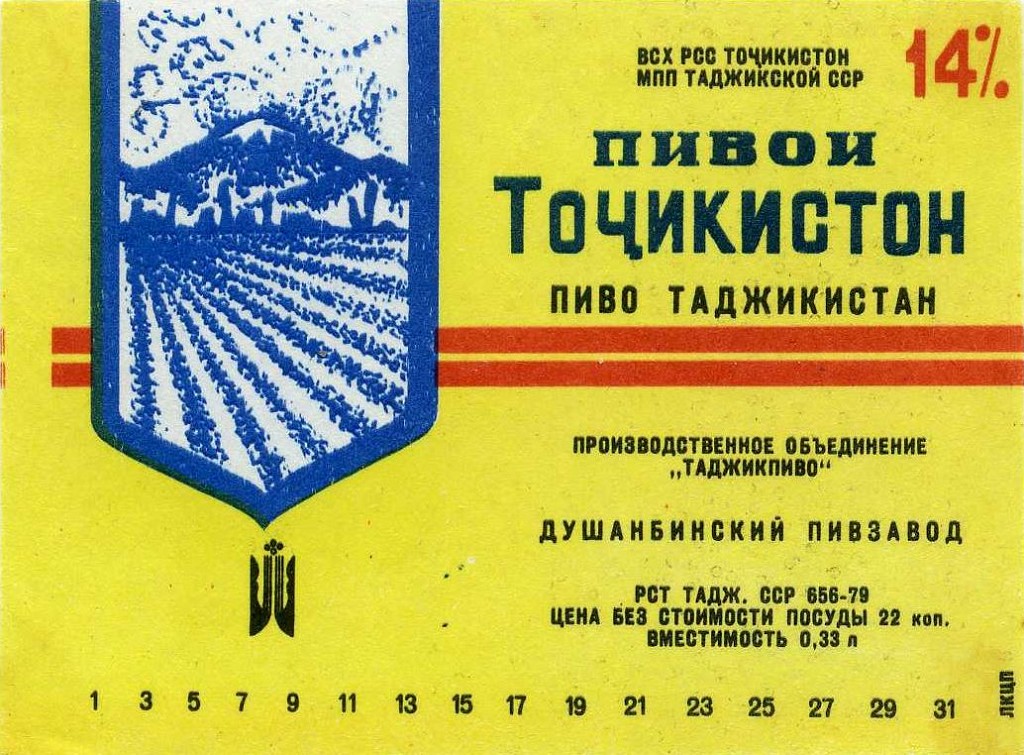 ВСХ РСС ТОҶИКИСТОН
МПП ТАДЖИКСКОЙ ССР
14%
ПИВОИ
ТОҶИКИСТОН
ПИВО ТАДЖИКИСТАН
ПРОИЗВОДСТВЕННОЕ ОБЪЕДИНЕНИЕ
„ТАДЖИКПИВО“
ДУШАНБИНСКИЙ ПИВЗАВОД
РСТ ТАДЖ. ССР 656-79
ЦЕНА БЕЗ СТОИМОСТИ ПОСУДЫ 22 коп.
ВМЕСТИМОСТЬ 0,33 л
1 3 5 7 9 11 13 15 17 19 21 23 25 27 29 31
ЛКЦП